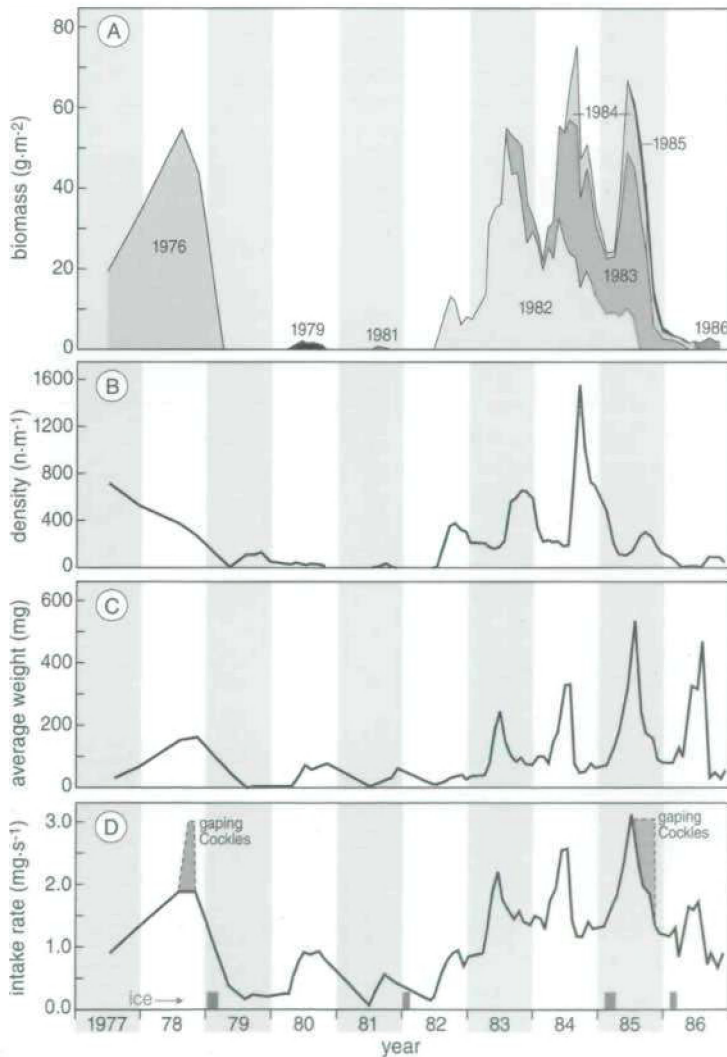 A
biomass (g·m-2)
80
60
40
20
0
1976
1979
1981
1982
1983
1984
1985
1986
B
density (n·m-1)
1600
1200
800
400
0
C
average weight (mg)
600
400
200
0
D
intake rate (mg·s-1)
3.0
2.0
1.0
0.0
gaping
Cockles
gaping
Cockles
ice
1977 78 79 80 81 82 83 84 85 86
year